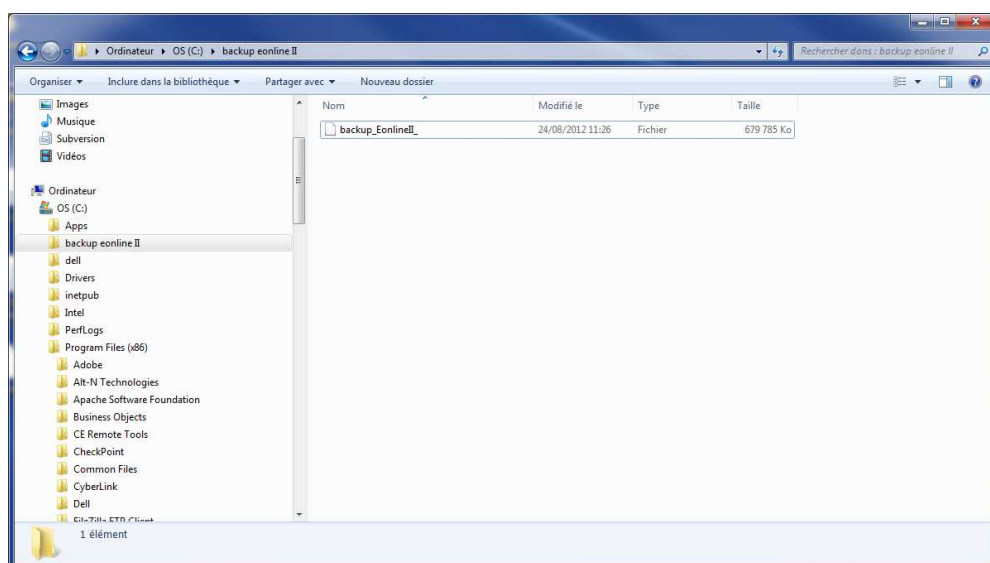 Ordinateur ▸ OS (C:) ▸ backup eonline II
Rechercher dans : backup eonline II
Organiser
Inclure dans la bibliothèque
Partager avec
Nouveau dossier
Images
Musique
Subversion
Vidéos
Ordinateur
OS (C:)
Apps
backup eonline II
dell
Drivers
inetpub
Intel
PerfLogs
Program Files (x86)
Adobe
Alt-N Technologies
Apache Software Foundation
Business Objects
CE Remote Tools
CheckPoint
Common Files
CyberLink
Dell
FileZilla FTP Client
Nom Modifié le Type Taille
backup_EonlineII_ 24/08/2012 11:26 Fichier 679 785 Ko
1 élément